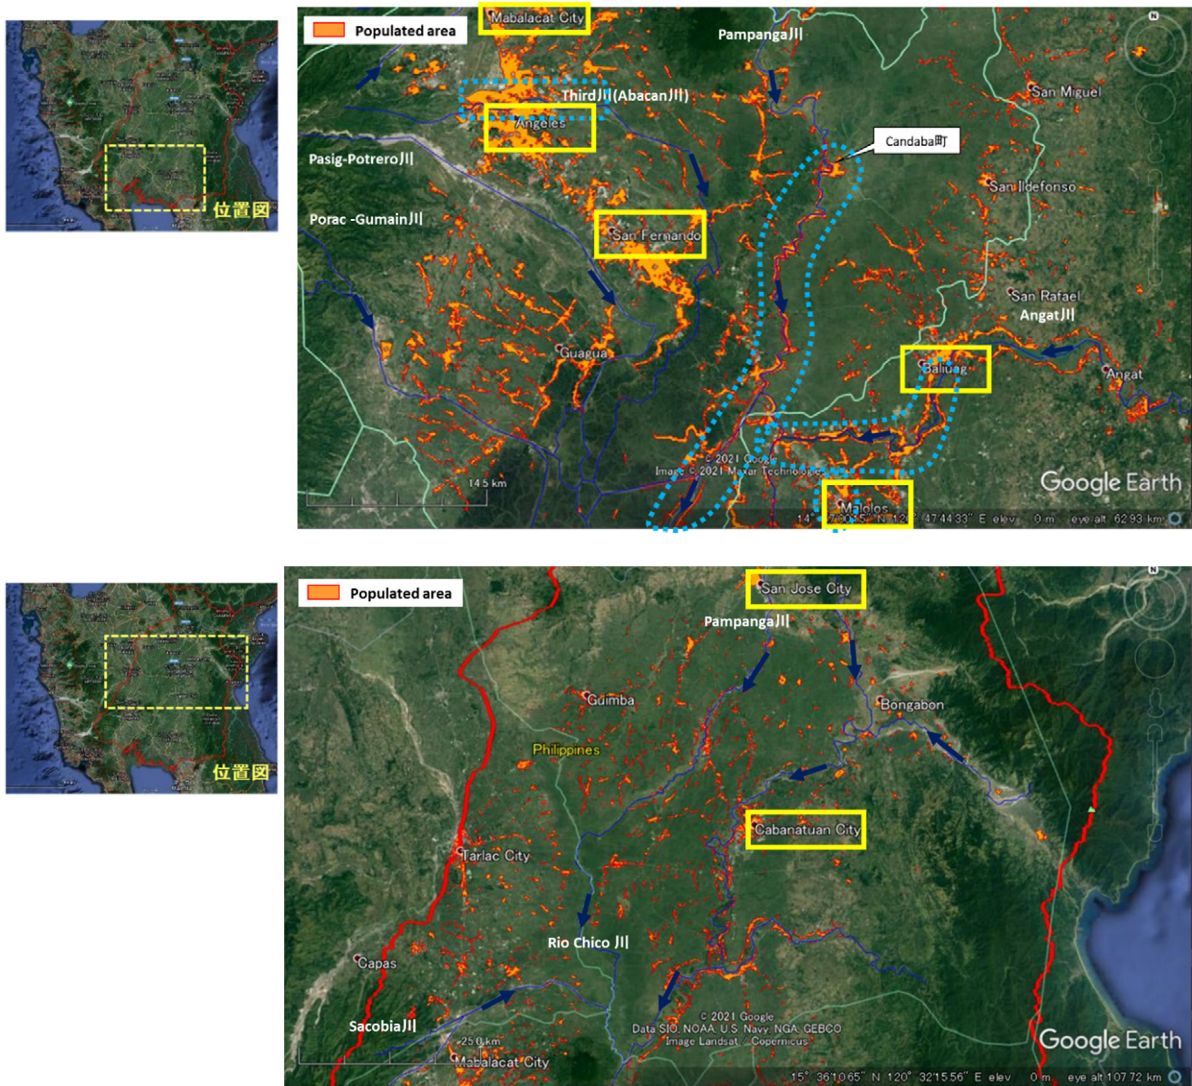 位置図
Populated area
Mabalacat City
Pampanga川
Third川(Abacan川)
San Miguel
Angeles
Candaba町
Pasig-Potrero川
San Ildefonso
Porac -Gumain川
San Fernando
San Rafael
Angat川
Guagua
Baliung
Angat
© 2021 Google
Image © 2021 Maxar Technologies
14.5 km
Google Earth
Malolos
N
elev 0 m eye alt 62.93 km
位置図
Populated area
San Jose City
N
Pampanga川
Guimba
Bongabon
Philippines
Cabanatuan City
Tarlac City
Rio Chico 川
Capas
© 2021 Google
Data SIO, NOAA, U.S. Navy, NGA, GEBCO
Image Landsat / Copernicus
Sacobia川
25.0 km
Google Earth
Mabalacat City
15° 36'10.65" N 120° 32'15.56" E elev 0 m eye alt 107.72 km